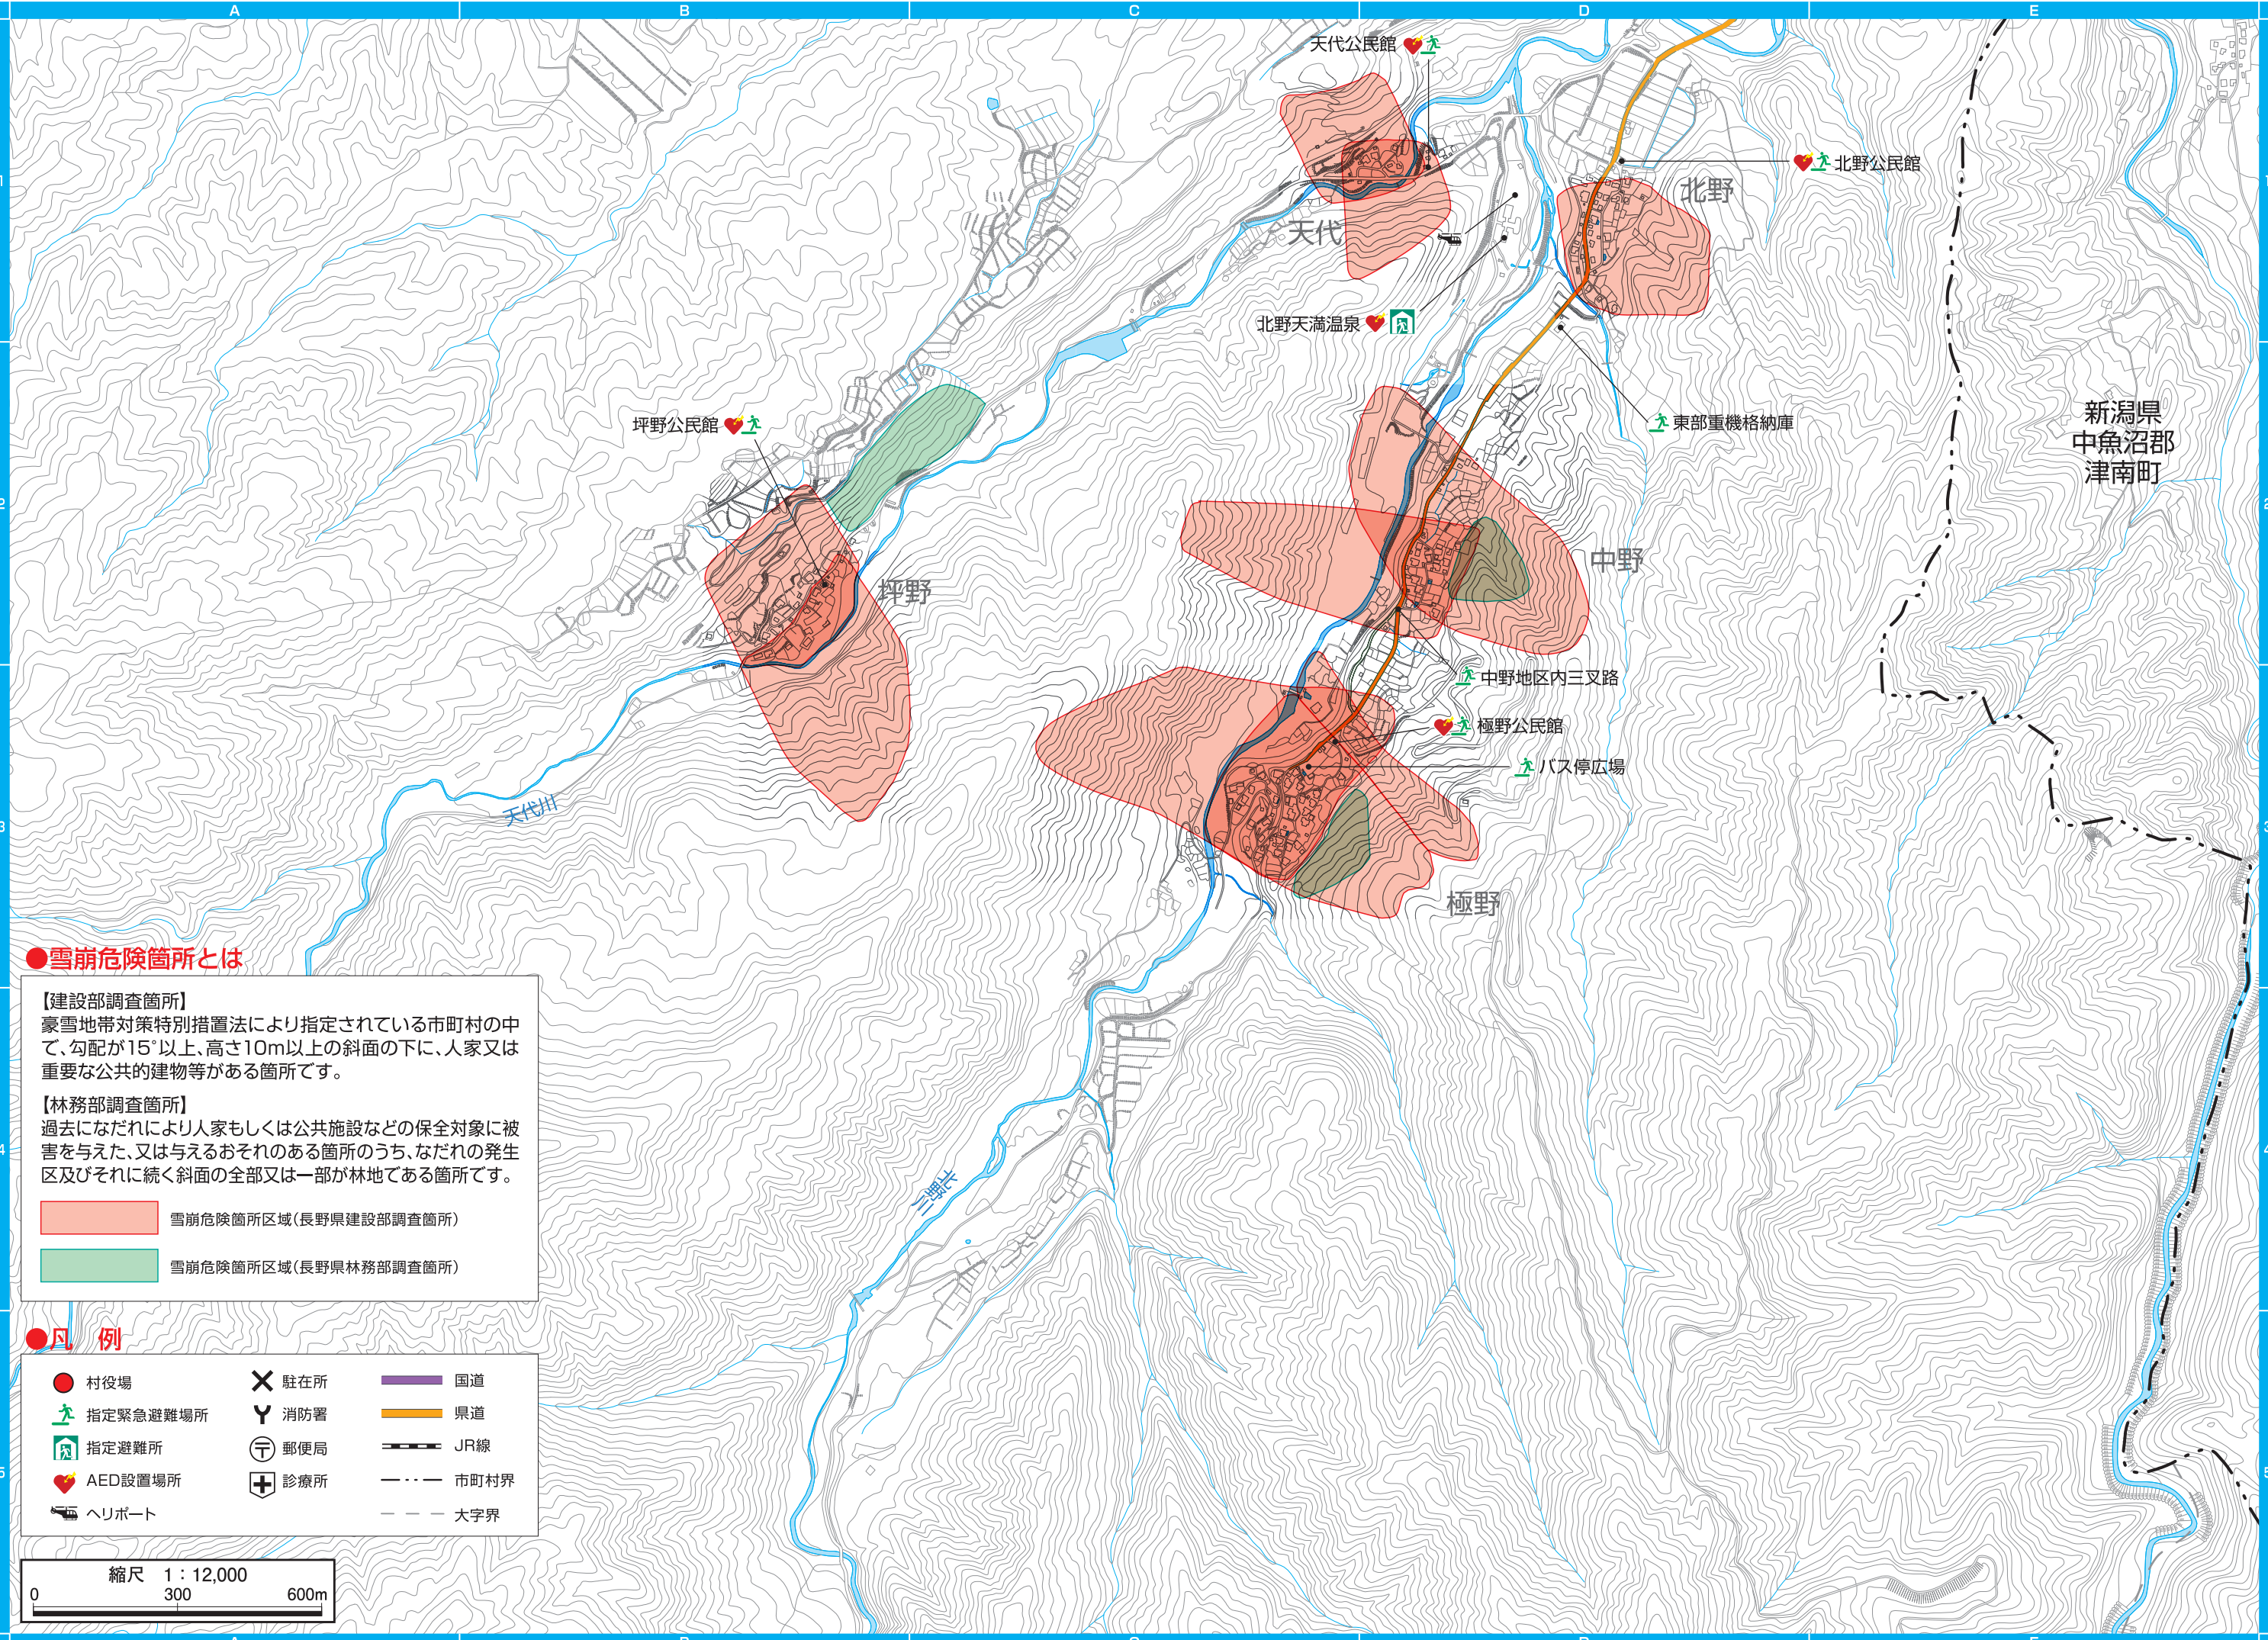 A
B
C
D
E
天代公民館
1
北野公民館
北野
天代
北野天満温泉
東部重機格納庫
新潟県
中魚沼郡
津南町
坪野公民館
2
2
中野
坪野
中野地区内三叉路
極野公民館
バス停広場
天代川
3
3
極野
●雪崩危険箇所とは
【建設部調査箇所】
豪雪地帯対策特別措置法により指定されている市町村の中
で、勾配が15°以上、高さ10m以上の斜面の下に、人家又は
重要な公共的建物等がある箇所です。
【林務部調査箇所】
過去になだれにより人家もしくは公共施設などの保全対象に被
害を与えた、又は与えるおそれのある箇所のうち、なだれの発生
区及びそれに続く斜面の全部又は一部が林地である箇所です。
雪崩危険箇所区域(長野県建設部調査箇所)
雪崩危険箇所区域(長野県林務部調査箇所)
4
4
北野川
●凡 例
村役場
駐在所
国道
指定緊急避難場所
消防署
県道
指定避難所
郵便局
JR線
AED設置場所
診療所
市町村界
ヘリポート
大字界
5
5
縮尺 1：12,000
0 300 600m